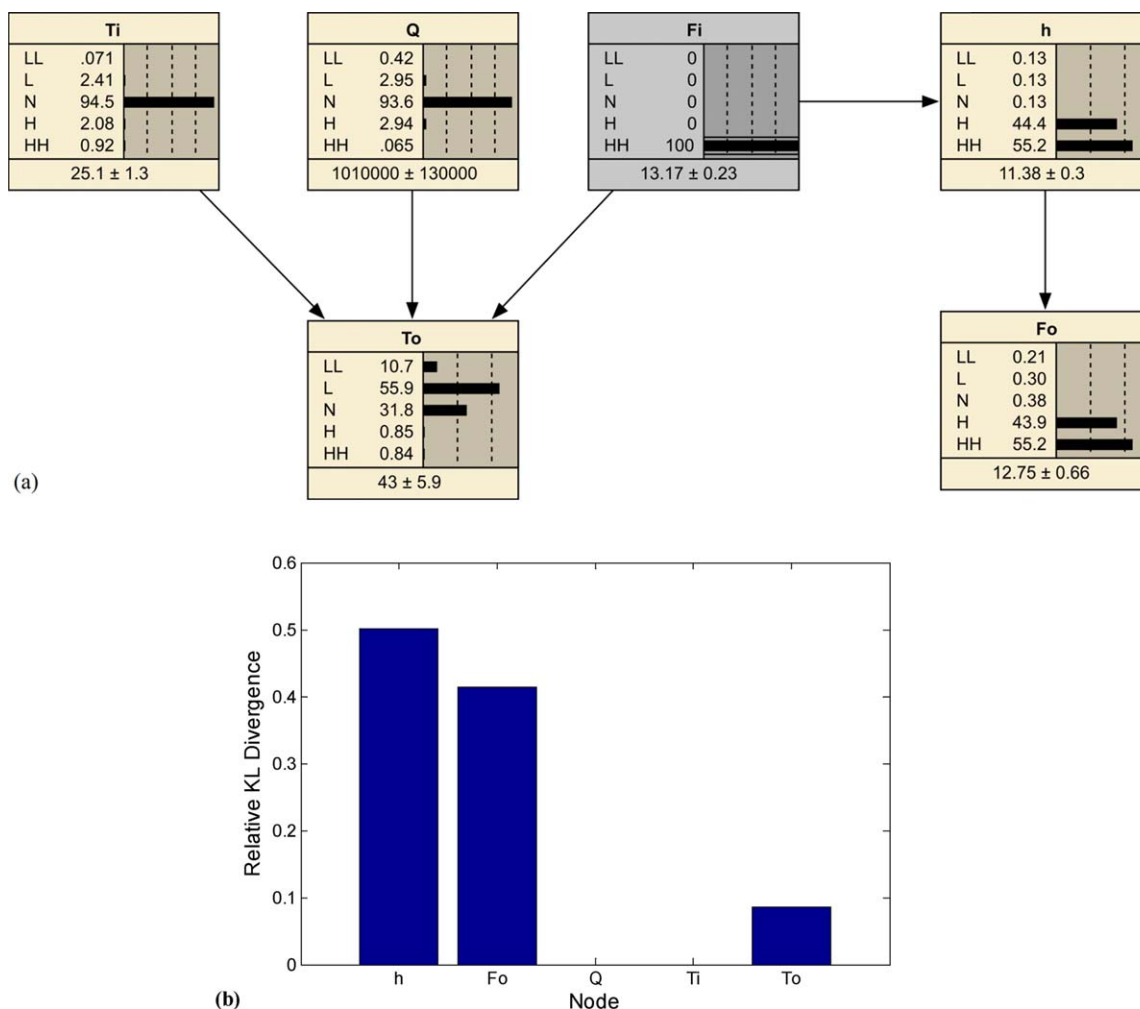 Ti
LL .071
L 2.41
N 94.5
H 2.08
HH 0.92
25.1 ± 1.3
Q
LL 0.42
L 2.95
N 93.6
H 2.94
HH .065
1010000 ± 130000
Fi
LL 0
L 0
N 0
H 0
HH 100
13.17 ± 0.23
h
LL 0.13
L 0.13
N 0.13
H 44.4
HH 55.2
11.38 ± 0.3
To
LL 10.7
L 55.9
N 31.8
H 0.85
HH 0.84
43 ± 5.9
Fo
LL 0.21
L 0.30
N 0.38
H 43.9
HH 55.2
12.75 ± 0.66
(a)
0.6
0.5
0.4
0.3
0.2
0.1
0
Relative KL Divergence
h Fo Q Ti To
Node
(b)